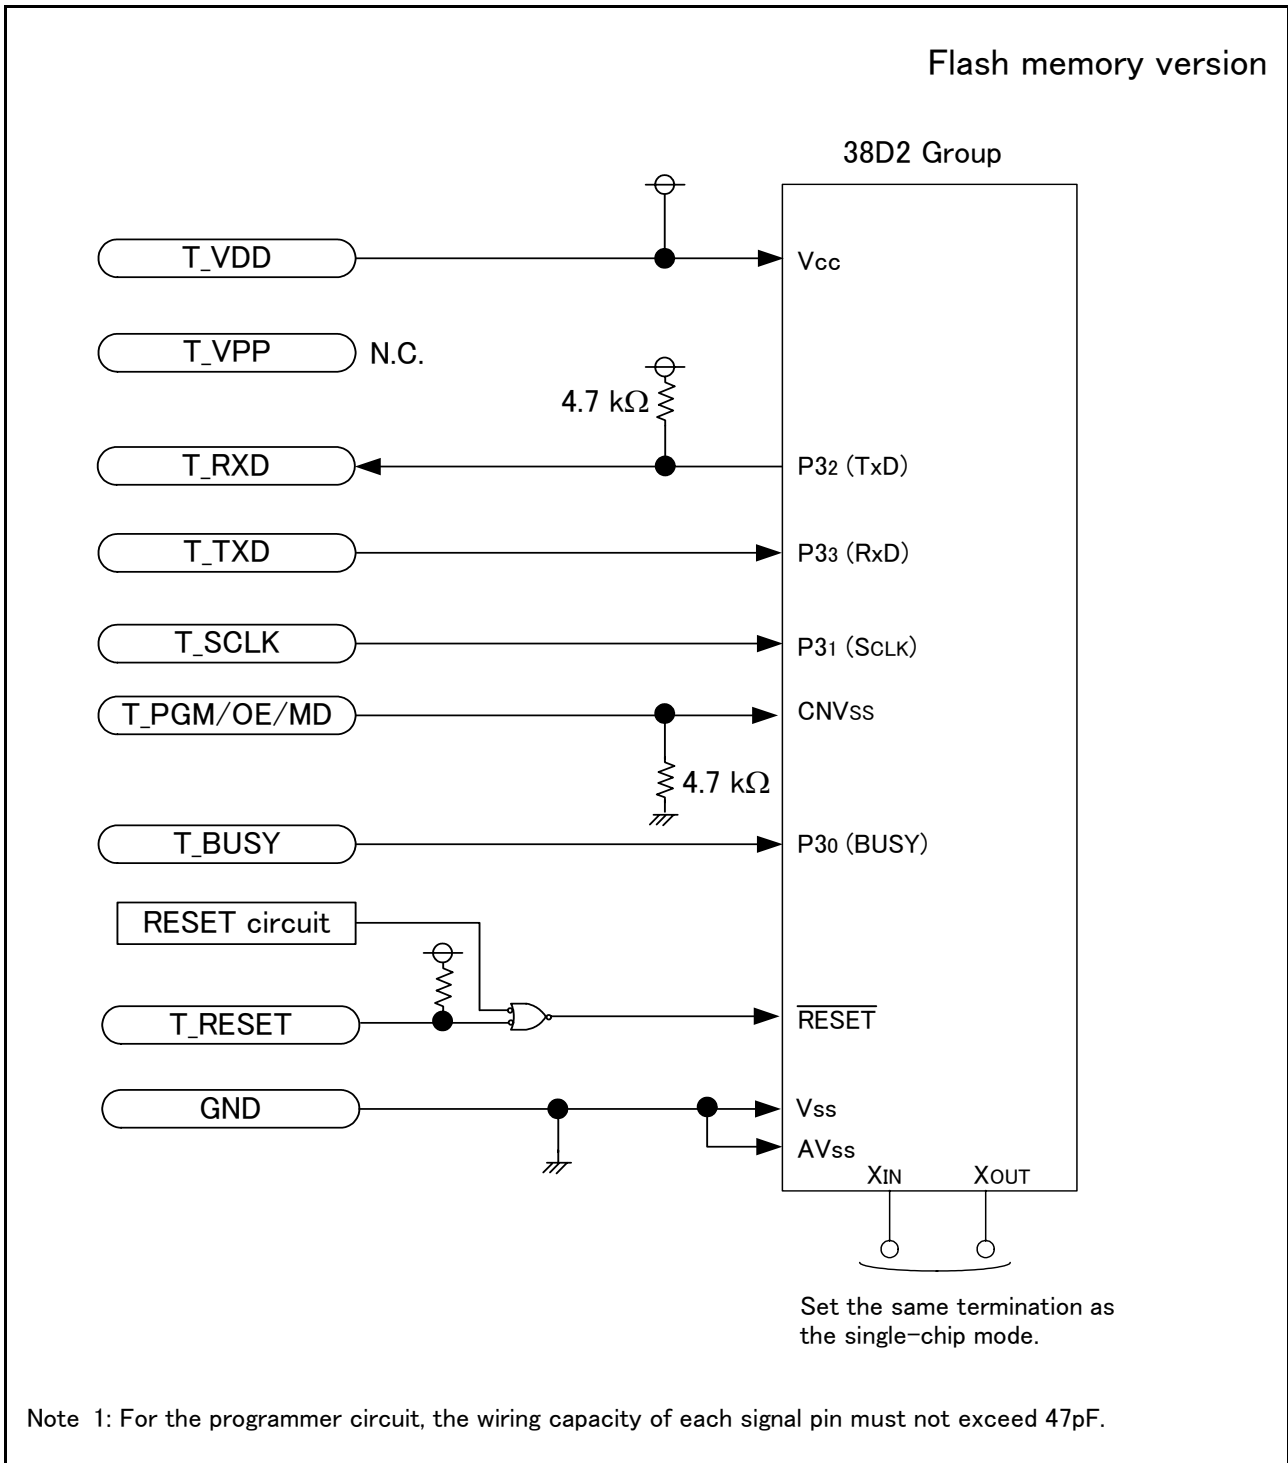 Flash memory version
38D2 Group
T_VDD
Vcc
T_VPP N.C.
4.7 kΩ
T_RXD
P32 (TxD)
T_TXD
P33 (RxD)
T_SCLK
P31 (SCLK)
T_PGM/OE/MD
CNVSS
4.7 kΩ
T_BUSY
P30 (BUSY)
RESET circuit
T_RESET
RESET
GND
Vss
AVss
XIN XOUT
Set the same termination as
the single-chip mode.
Note 1: For the programmer circuit, the wiring capacity of each signal pin must not exceed 47pF.